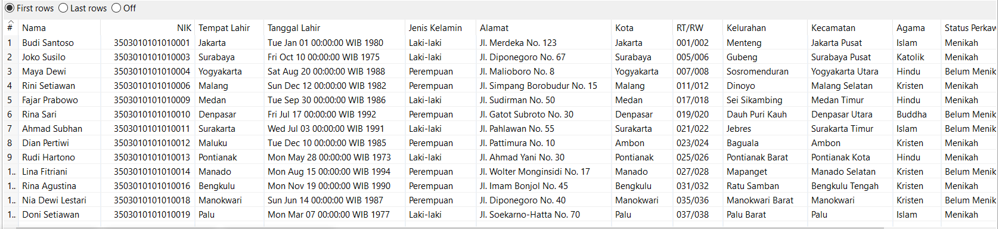 First rows Last rows Off
# Nama NIK Tempat Lahir Tanggal Lahir Jenis Kelamin Alamat Kota RT/RW Kelurahan Kecamatan Agama Status Perkaw
1 Budi Santoso 3503010101010001 Jakarta Tue Jan 01 00:00:00 WIB 1980 Laki-laki Jl. Merdeka No. 123 Jakarta 001/002 Menteng Jakarta Pusat Islam Menikah
2 Joko Susilo 3503010101010003 Surabaya Fri Oct 10 00:00:00 WIB 1975 Laki-laki Jl. Diponegoro No. 67 Surabaya 005/006 Gubeng Surabaya Pusat Katolik Menikah
3 Maya Dewi 3503010101010004 Yogyakarta Sat Aug 20 00:00:00 WIB 1988 Perempuan Jl. Malioboro No. 8 Yogyakarta 007/008 Sosromenduran Yogyakarta Utara Hindu Belum Menik
4 Rini Setiawan 3503010101010006 Malang Sun Dec 12 00:00:00 WIB 1982 Perempuan Jl. Simpang Borobudur No. 15 Malang 011/012 Dinoyo Malang Selatan Kristen Menikah
5 Fajar Prabowo 3503010101010009 Medan Tue Sep 30 00:00:00 WIB 1986 Laki-laki Jl. Sudirman No. 50 Medan 017/018 Sei Sikambing Medan Timur Hindu Menikah
6 Rina Sari 3503010101010010 Denpasar Fri Jul 17 00:00:00 WIB 1992 Perempuan Jl. Gatot Subroto No. 30 Denpasar 019/020 Dauh Puri Kauh Denpasar Utara Buddha Belum Menik
7 Ahmad Subhan 3503010101010011 Surakarta Wed Jul 03 00:00:00 WIB 1991 Laki-laki Jl. Pahlawan No. 55 Surakarta 021/022 Jebres Surakarta Timur Islam Belum Menik
8 Dian Pertiwi 3503010101010012 Maluku Tue Dec 10 00:00:00 WIB 1985 Perempuan Jl. Pattimura No. 10 Ambon 023/024 Baguala Ambon Kristen Menikah
9 Rudi Hartono 3503010101010013 Pontianak Mon May 28 00:00:00 WIB 1973 Laki-laki Jl. Ahmad Yani No. 30 Pontianak 025/026 Pontianak Barat Pontianak Kota Hindu Menikah
1.. Lina Fitriani 3503010101010014 Manado Mon Aug 15 00:00:00 WIB 1994 Perempuan Jl. Wolter Monginsidi No. 17 Manado 027/028 Mapanget Manado Selatan Kristen Belum Menik
1.. Rina Agustina 3503010101010016 Bengkulu Mon Nov 19 00:00:00 WIB 1990 Perempuan Jl. Imam Bonjol No. 45 Bengkulu 031/032 Ratu Samban Bengkulu Tengah Kristen Menikah
1.. Nia Dewi Lestari 3503010101010018 Manokwari Sun Jun 14 00:00:00 WIB 1987 Perempuan Jl. Diponegoro No. 40 Manokwari 035/036 Manokwari Barat Manokwari Kristen Belum Menik
1.. Doni Setiawan 3503010101010019 Palu Mon Mar 07 00:00:00 WIB 1977 Laki-laki Jl. Soekarno-Hatta No. 70 Palu 037/038 Palu Barat Palu Islam Menikah